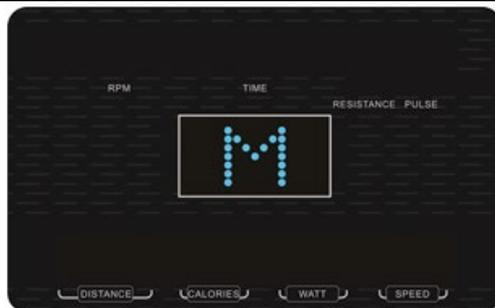 RPM TIME
RESISTANCE PULSE
M
DISTANCE CALORIES WATT SPEED